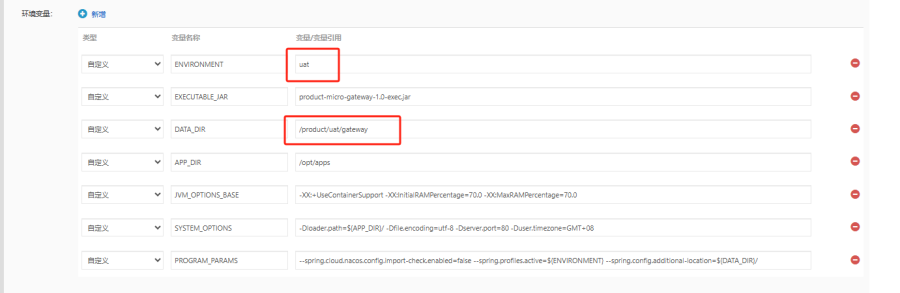 环境变量: 新增
类型 变量名称 变量/变量引用
自定义 ENVIRONMENT uat
自定义 EXECUTABLE_JAR product-micro-gateway-1.0-exec.jar
自定义 DATA_DIR /product/uat/gateway
自定义 APP_DIR /opt/apps
自定义 JVM_OPTIONS_BASE -XX:+UseContainerSupport -XX:InitialRAMPercentage=70.0 -XX:MaxRAMPercentage=70.0
自定义 SYSTEM_OPTIONS -Dloader.path=${APP_DIR}/ -Dfile.encoding=utf-8 -Dserver.port=80 -Duser.timezone=GMT+08
自定义 PROGRAM_PARAMS --spring.cloud.nacos.config.import-check.enabled=false --spring.profiles.active=${ENVIRONMENT} --spring.config.additional-location=${DATA_DIR}/